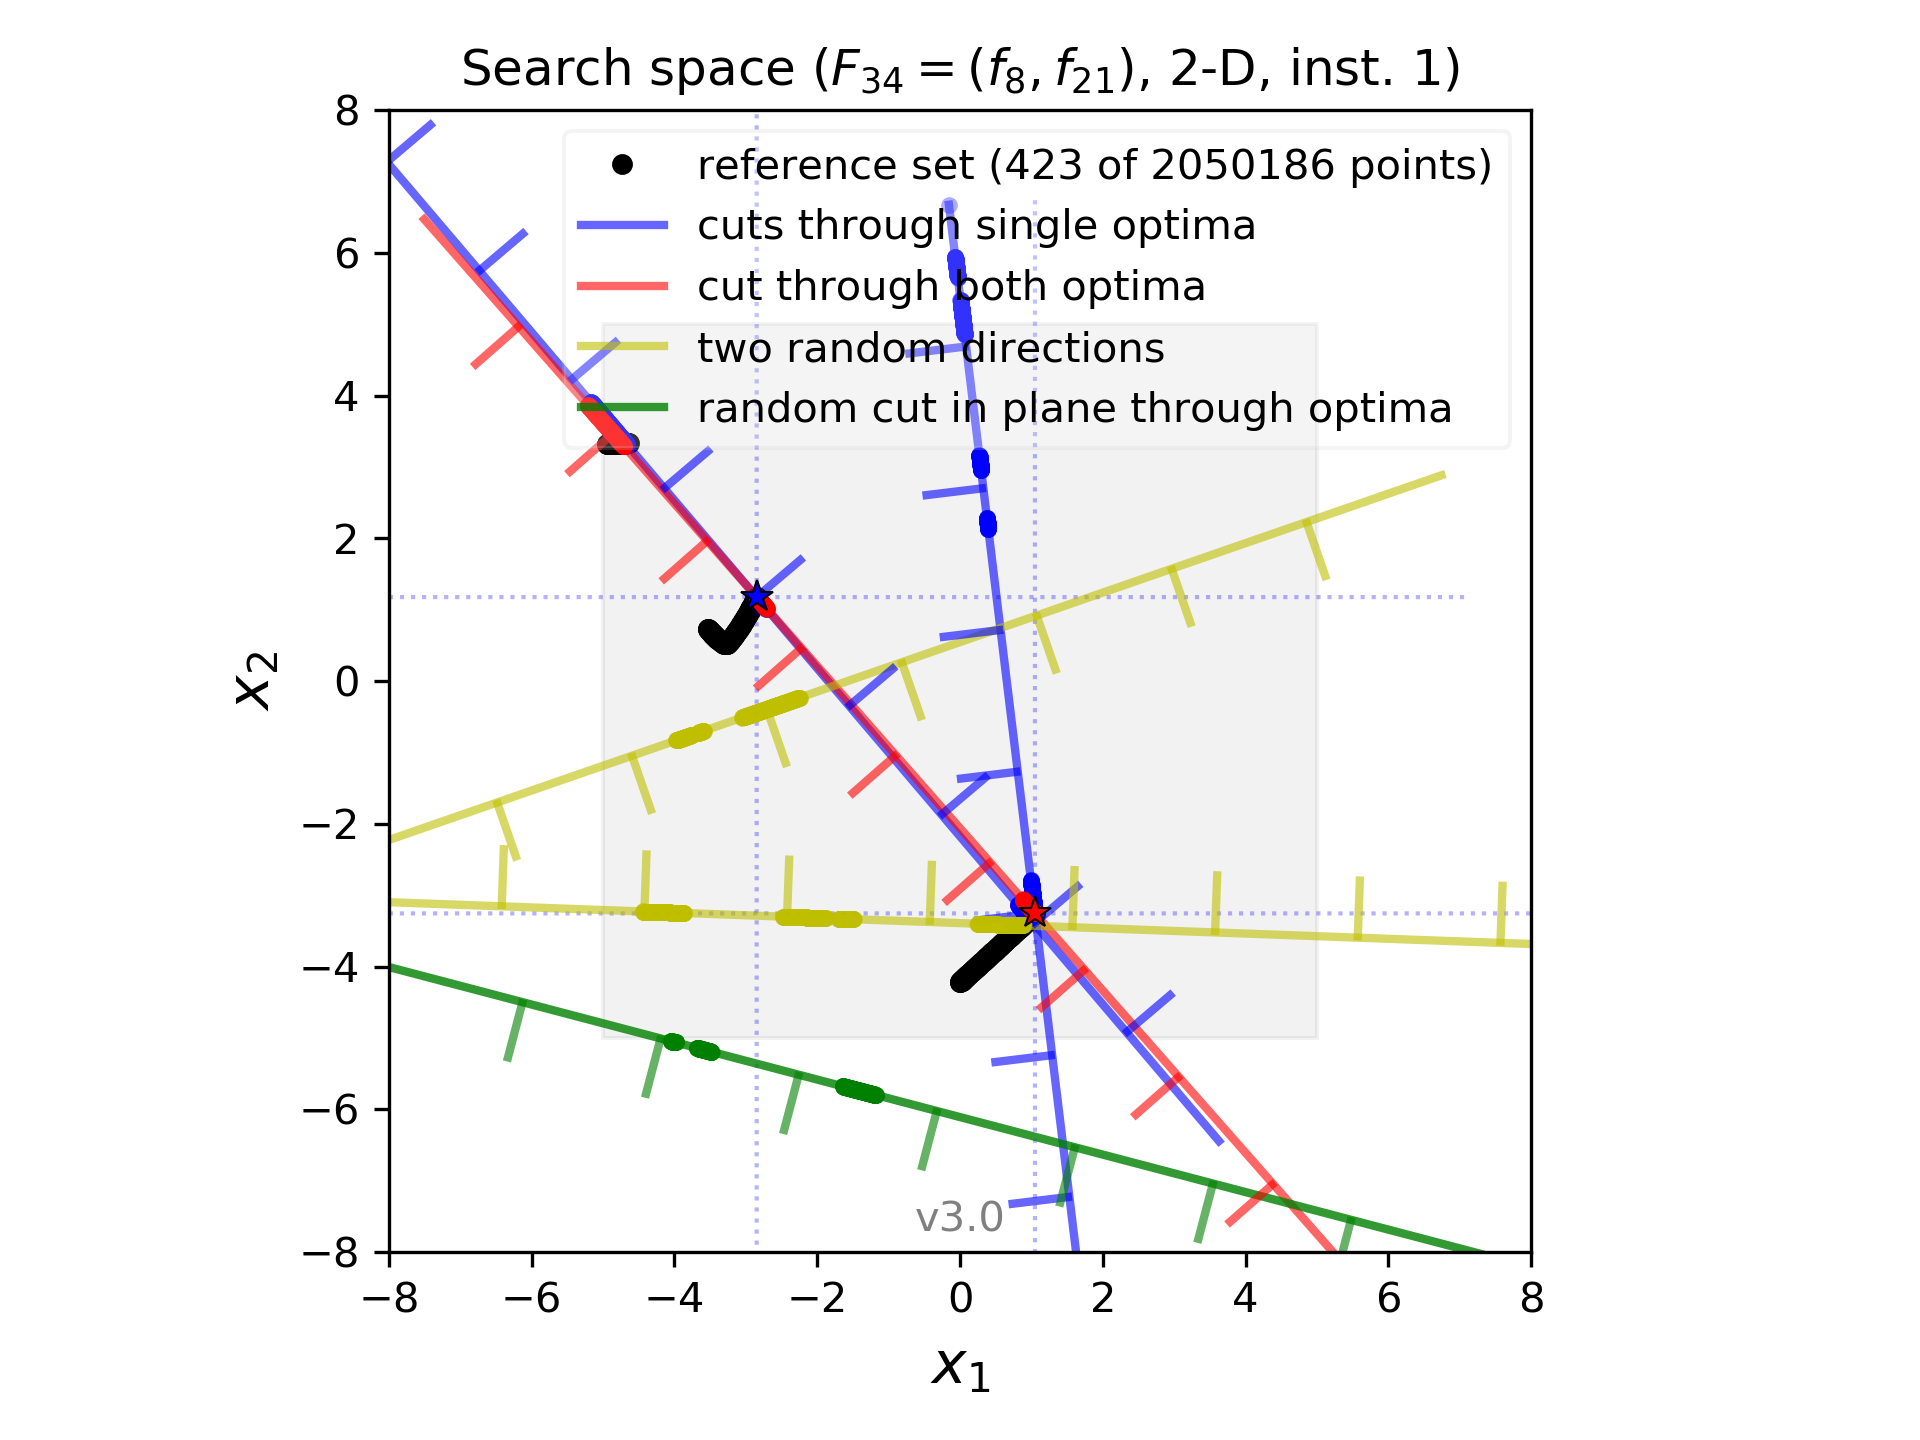 Search space (F₃₄ = (f₈, f₂₁), 2-D, inst. 1)
reference set (423 of 2050186 points)
cuts through single optima
cut through both optima
two random directions
random cut in plane through optima
8
6
4
2
0
−2
−4
−6
−8
x₂
v3.0
−8 −6 −4 −2 0 2 4 6 8
x₁